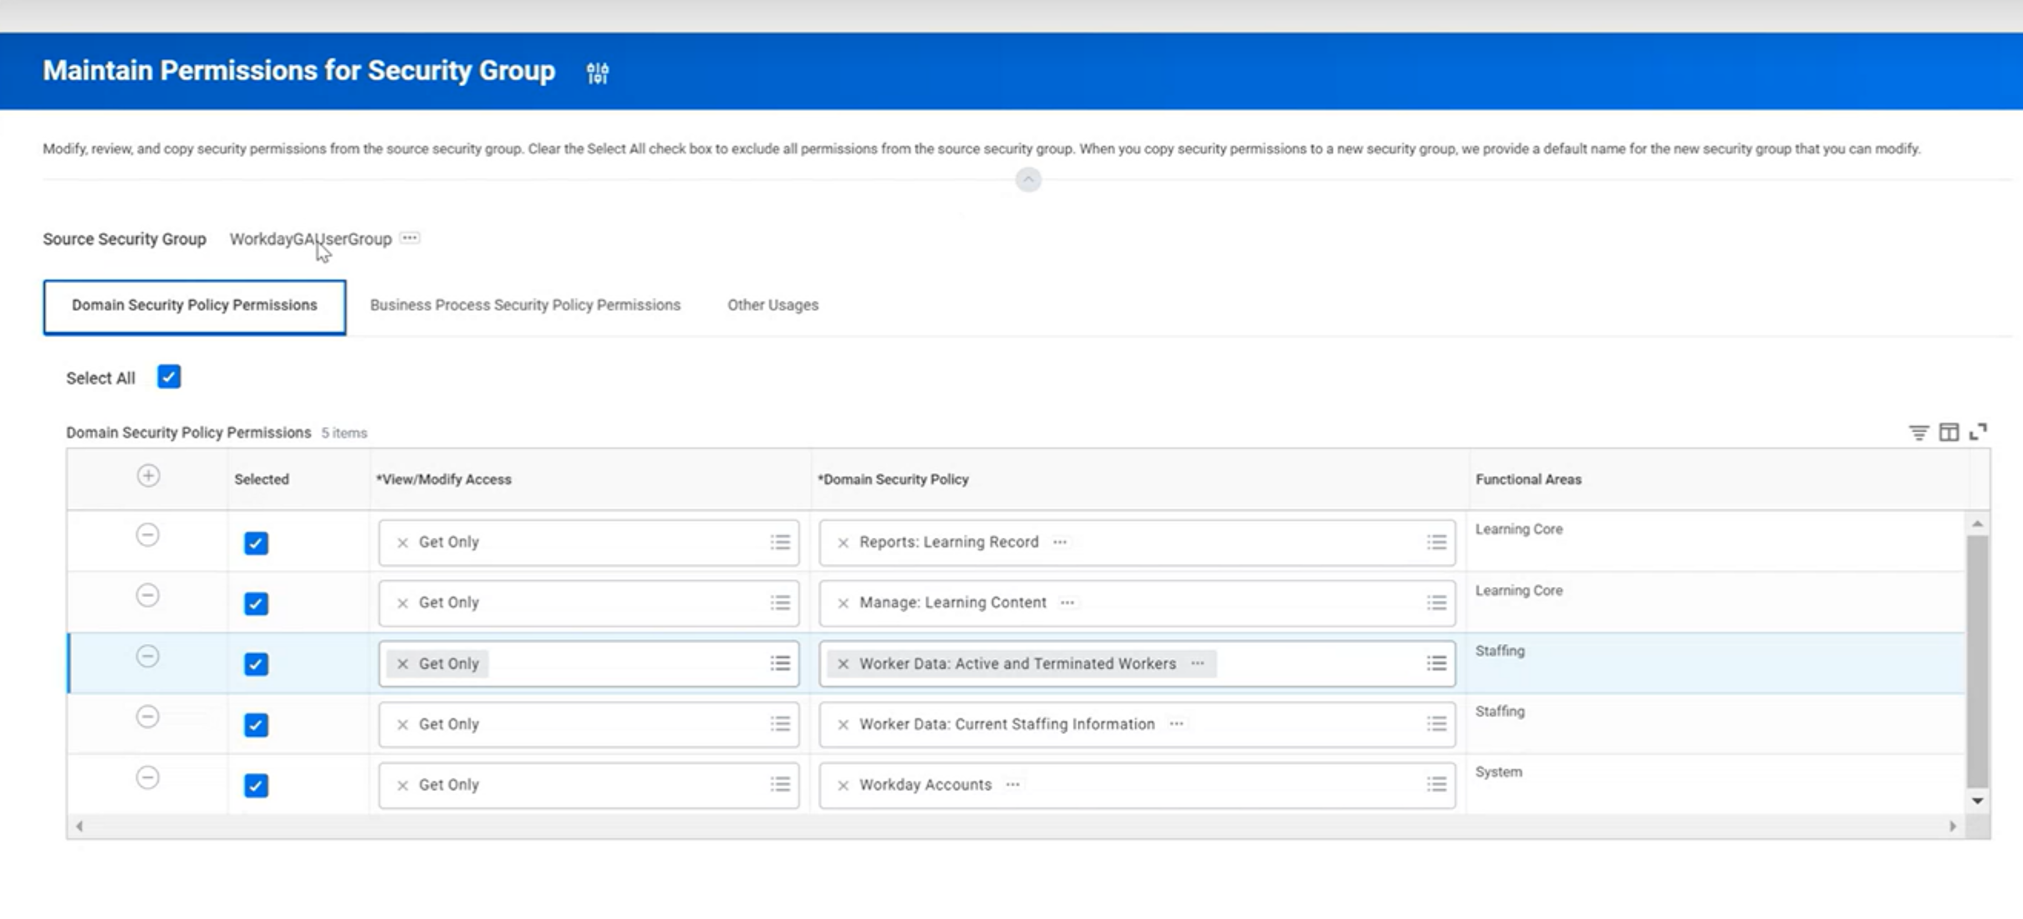 Maintain Permissions for Security Group
Modify, review, and copy security permissions from the source security group. Clear the Select All check box to exclude all permissions from the source security group. When you copy security permissions to a new security group, we provide a default name for the new security group that you can modify.
Source Security Group WorkdayGAUserGroup
Domain Security Policy Permissions Business Process Security Policy Permissions Other Usages
Select All
Domain Security Policy Permissions 5 items
Selected *View/Modify Access *Domain Security Policy Functional Areas
Get Only Reports: Learning Record Learning Core
Get Only Manage: Learning Content Learning Core
Get Only Worker Data: Active and Terminated Workers Staffing
Get Only Worker Data: Current Staffing Information Staffing
Get Only Workday Accounts System